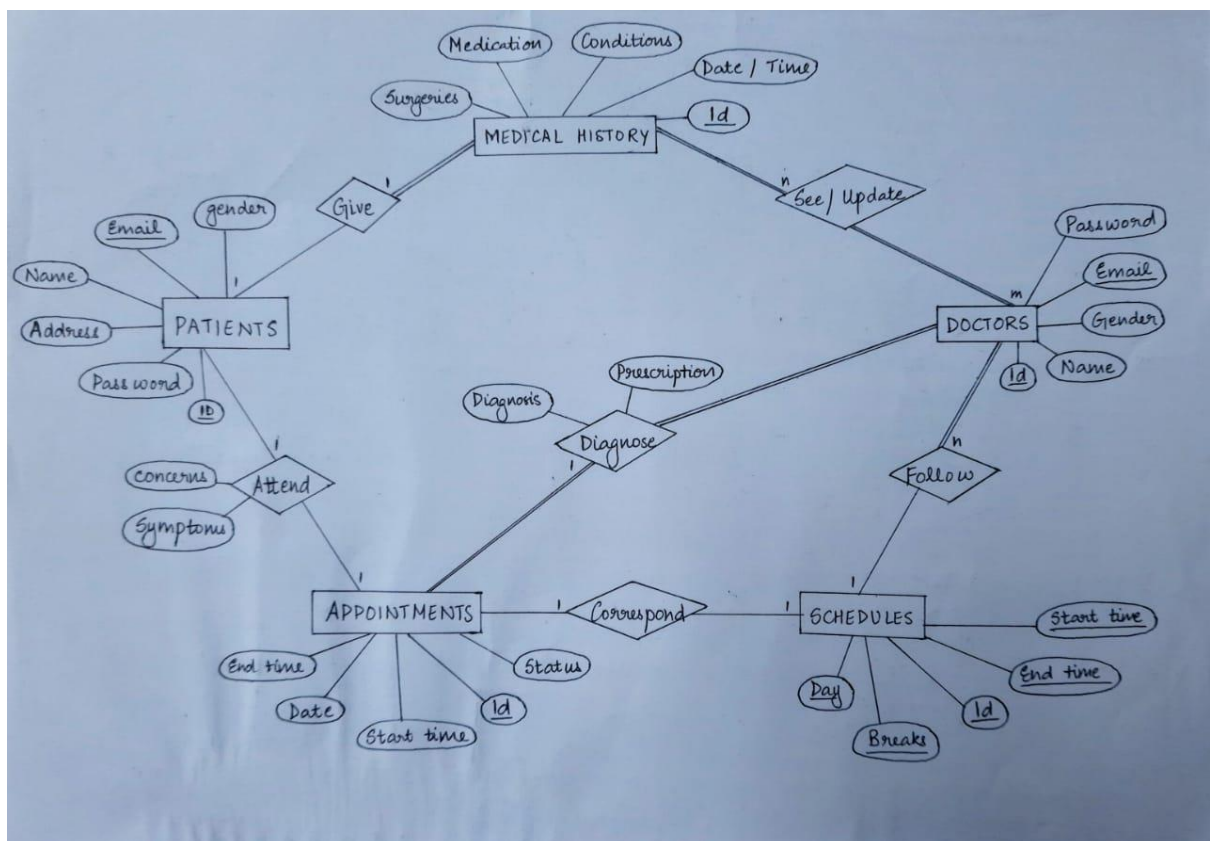 Medication
Conditions
Date / Time
Surgeries
Id
MEDICAL HISTORY
1
n
Give
See / Update
gender
Email
Password
Name
Email
1
m
PATIENTS
DOCTORS
Address
Gender
Password
Name
ID
Id
Prescription
Diagnosis
Diagnose
1
1
n
concerns
Attend
Follow
Symptoms
1
1
APPOINTMENTS
1
Correspond
1
SCHEDULES
Start time
End time
Status
End time
Date
Id
Day
Id
Start time
Breaks